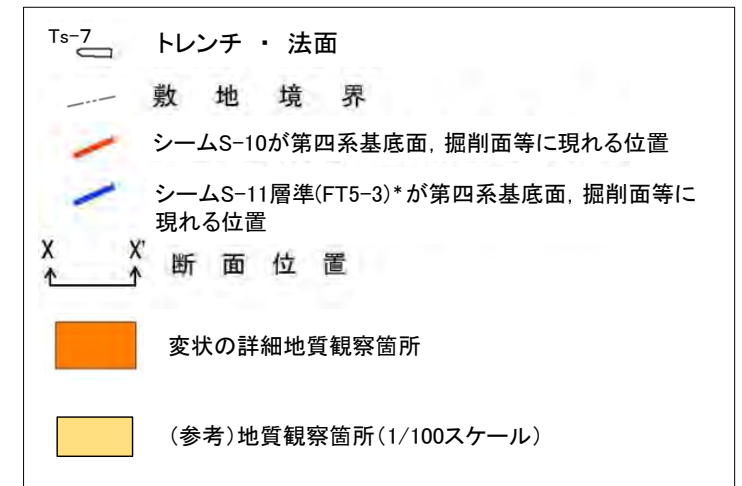 Ts-7 トレンチ ・ 法面
敷 地 境 界
シームS-10が第四系基底面, 掘削面等に現れる位置
シームS-11層準(FT5-3)*が第四系基底面, 掘削面等に
現れる位置
X X' 断 面 位 置
変状の詳細地質観察箇所
(参考)地質観察箇所(1/100スケール)